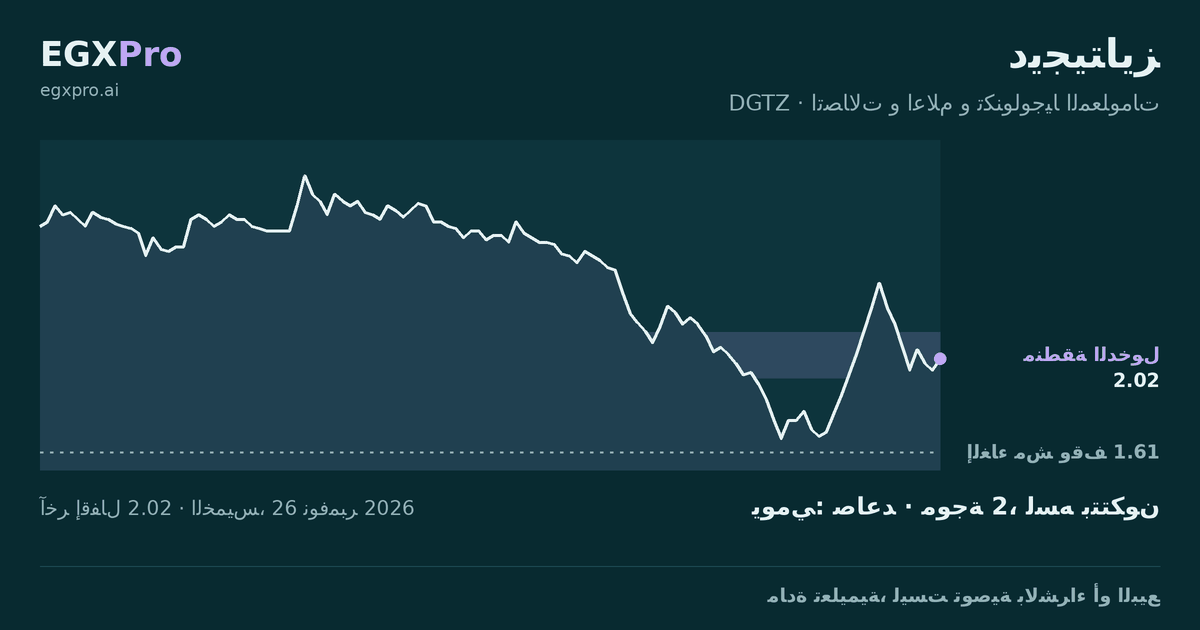 EGXPro
egxpro.ai
ديجيتايز
DGTZ · اتصالات و اعلام و تكنولوجيا المعلومات
منطقة الدخول
2.02
إلغاء مش وقف 1.61
يومي: صاعد · موجة 2، لسه بتتكون
آخر إقفال 2.02 · الخميس، 26 نوفمبر 2026
مادة تعليمية، ليست توصية بالشراء أو البيع